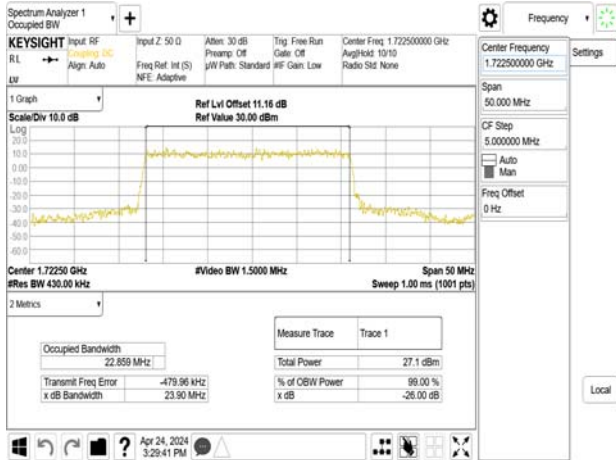 Spectrum Analyzer 1
Occupied BW
Frequency
KEYSIGHT Input: RF
Coupling: DC
Align: Auto
RL
LXI
Input Z: 50 Ω
Freq Ref: Int (S)
NFE: Adaptive
Atten: 30 dB
Preamp: Off
µW Path: Standard
Trig: Free Run
Gate: Off
#IF Gain: Low
Center Freq: 1.722500000 GHz
Avg|Hold: 10/10
Radio Std: None
Center Frequency
1.722500000 GHz
Settings
Span
50.000 MHz
CF Step
5.000000 MHz
Auto
Man
Freq Offset
0 Hz
Local
1 Graph
Scale/Div 10.0 dB
Ref Lvl Offset 11.16 dB
Ref Value 30.00 dBm
Log
20.0
10.0
0.00
-10.0
-20.0
-30.0
-40.0
-50.0
-60.0
Center 1.72250 GHz
#Res BW 430.00 kHz
#Video BW 1.5000 MHz
Span 50 MHz
Sweep 1.00 ms (1001 pts)
2 Metrics
Measure Trace Trace 1
Occupied Bandwidth
22.859 MHz
Total Power 27.1 dBm
Transmit Freq Error -479.96 kHz
% of OBW Power 99.00 %
x dB Bandwidth 23.90 MHz
x dB -26.00 dB
Apr 24, 2024
3:29:41 PM